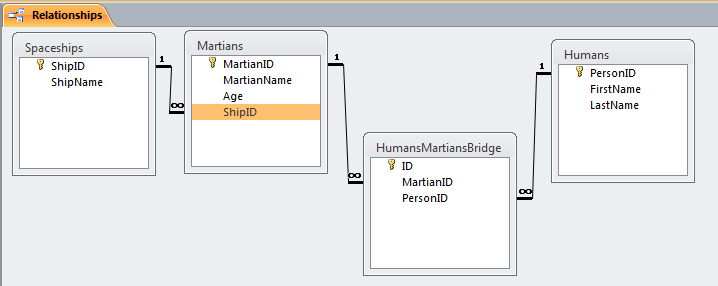 Relationships
Spaceships
ShipID
ShipName
1
∞
Martians
MartianID
MartianName
Age
ShipID
1
∞
HumansMartiansBridge
ID
MartianID
PersonID
∞
1
Humans
PersonID
FirstName
LastName